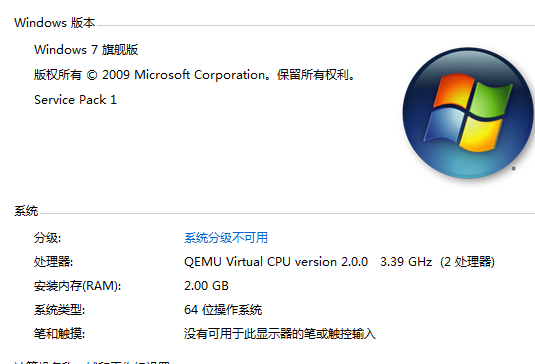 Windows 版本
Windows 7 旗舰版
版权所有 © 2009 Microsoft Corporation。保留所有权利。
Service Pack 1
系统
分级: 系统分级不可用
处理器: QEMU Virtual CPU version 2.0.0 3.39 GHz (2 处理器)
安装内存(RAM): 2.00 GB
系统类型: 64 位操作系统
笔和触摸: 没有可用于此显示器的笔或触控输入